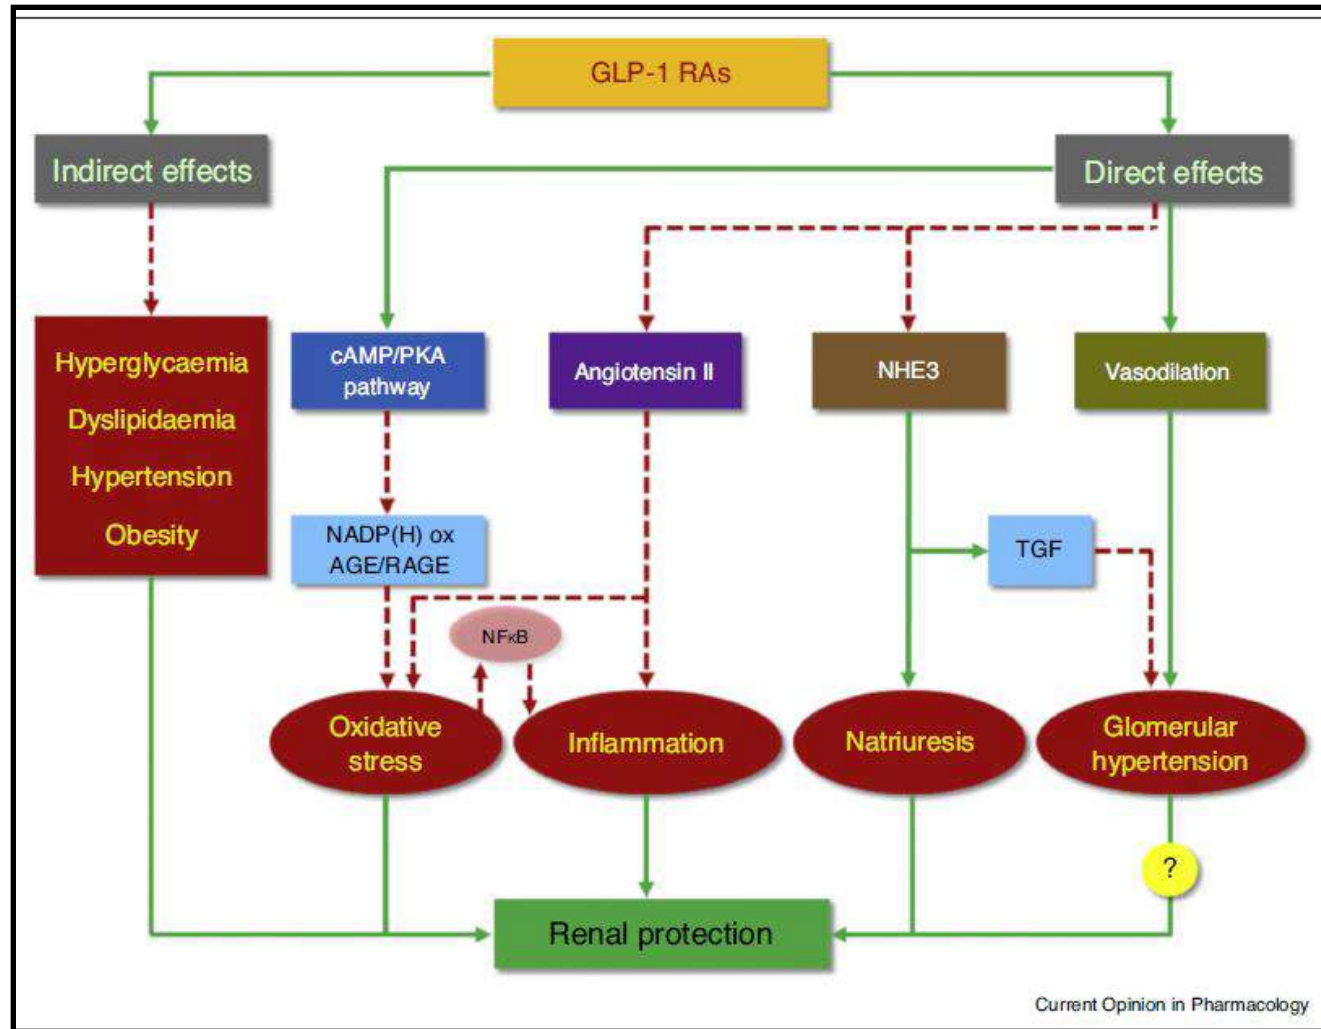 GLP-1 RAs
Indirect effects
Direct effects
Hyperglycaemia
Dyslipidaemia
Hypertension
Obesity
cAMP/PKA
pathway
Angiotensin II
NHE3
Vasodilation
NADP(H) ox
AGE/RAGE
TGF
NFκB
Oxidative
stress
Inflammation
Natriuresis
Glomerular
hypertension
?
Renal protection
Current Opinion in Pharmacology